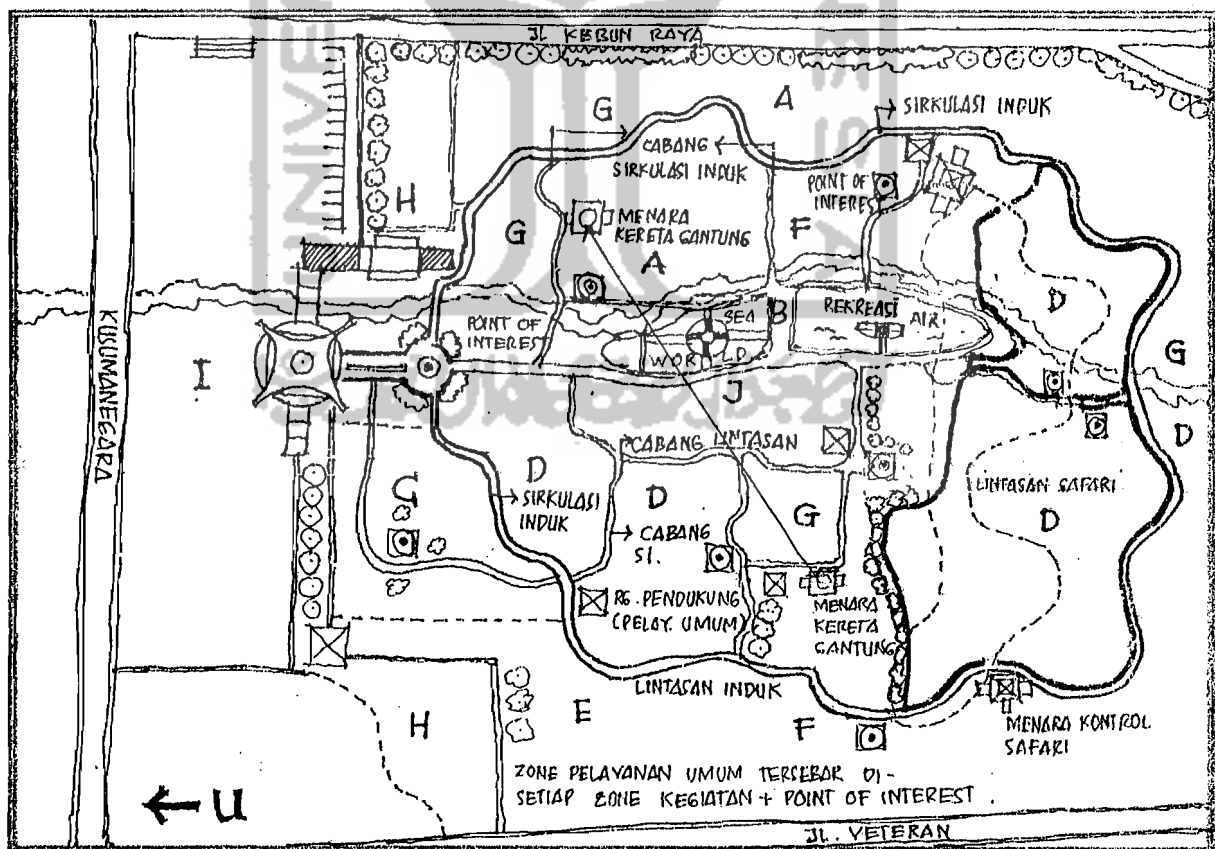 JL KEBUN RAYA
G
A
SIRKULASI INDUK
CABANG
SIRKULASI INDUK
POINT OF
INTEREST
H
G
MENARA
KERETA GANTUNG
F
A
D
KUSUMANEGARA
POINT OF
INTEREST
SEA
WOR LD
B
REKREASI
AIR
G
I
J
D
CABANG LINTASAN
G
D
SIRKULASI
INDUK
D
CABANG
SI.
G
LINTASAN SAFARI
D
RG. PENDUKUNG
(PELAY. UMUM)
MENARA
KERETA
GANTUNG
LINTASAN INDUK
H
E
F
MENARA KONTROL
SAFARI
ZONE PELAYANAN UMUM TERSEBAR DI-
SETIAP ZONE KEGIATAN + POINT OF INTEREST.
← U
JL. VETERAN